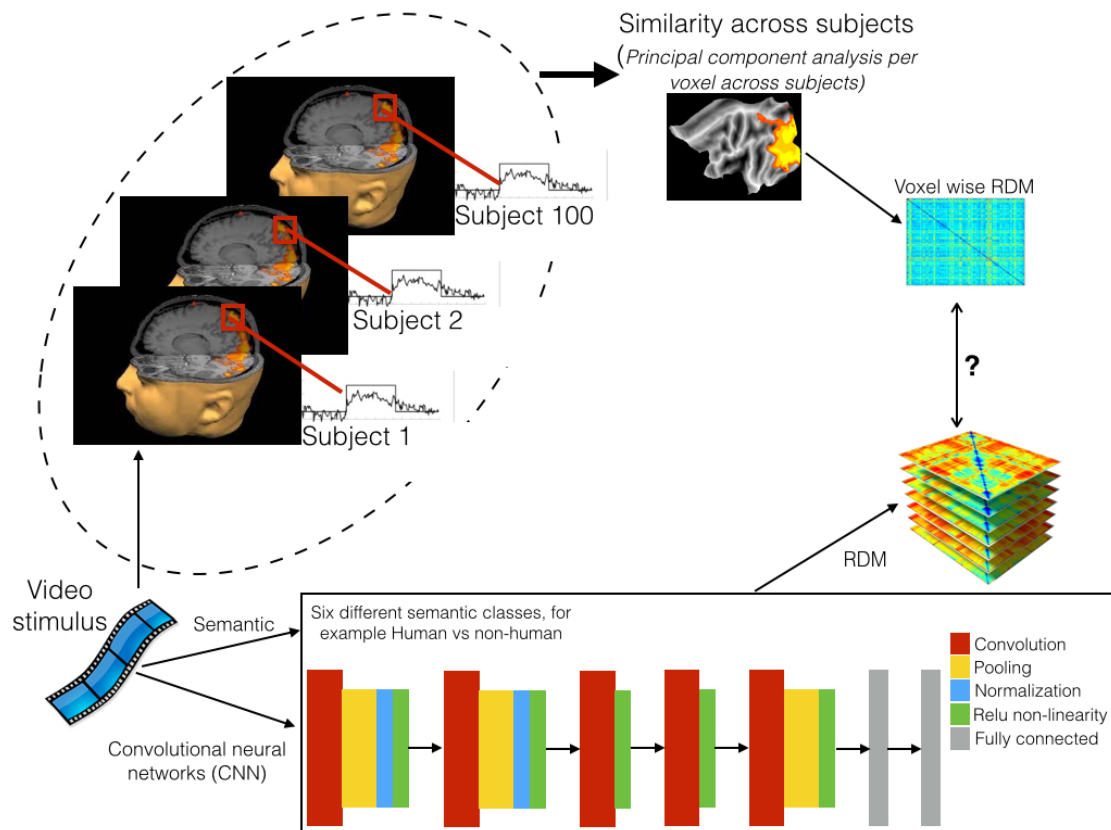 Similarity across subjects
(Principal component analysis per
voxel across subjects)
Subject 100
Subject 2
Subject 1
Voxel wise RDM
?
RDM
Video
stimulus
Semantic
Convolutional neural
networks (CNN)
Six different semantic classes, for
example Human vs non-human
Convolution
Pooling
Normalization
Relu non-linearity
Fully connected